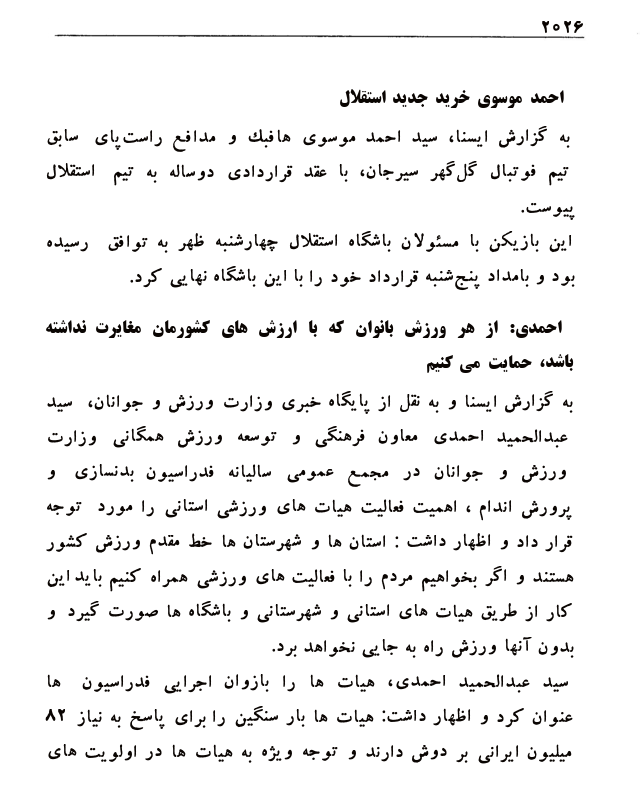 ۲۰۲۶
احمد موسوی خرید جدید استقلال
به گزارش ایسنا، سید احمد موسوی هافبك و مدافع راست‌پای سابق
تیم فوتبال گل‌گهر سیرجان، با عقد قراردادی دوساله به تیم استقلال
پیوست.
این بازیكن با مسئولان باشگاه استقلال چهارشنبه ظهر به توافق رسیده
بود و بامداد پنج‌شنبه قرارداد خود را با این باشگاه نهایی كرد.
احمدی: از هر ورزش بانوان که با ارزش های کشورمان مغایرت نداشته
باشد، حمایت می کنیم
به گزارش ایسنا و به نقل از پایگاه خبری وزارت ورزش و جوانان، سید
عبدالحمید احمدی معاون فرهنگی و توسعه ورزش همگانی وزارت
ورزش و جوانان در مجمع عمومی سالیانه فدراسیون بدنسازی و
پرورش اندام ، اهمیت فعالیت هیات های ورزشی استانی را مورد توجه
قرار داد و اظهار داشت : استان ها و شهرستان ها خط مقدم ورزش کشور
هستند و اگر بخواهیم مردم را با فعالیت های ورزشی همراه کنیم باید این
کار از طریق هیات های استانی و شهرستانی و باشگاه ها صورت گیرد و
بدون آنها ورزش راه به جایی نخواهد برد.
سید عبدالحمید احمدی، هیات ها را بازوان اجرایی فدراسیون ها
عنوان کرد و اظهار داشت: هیات ها بار سنگین را برای پاسخ به نیاز ۸۲
میلیون ایرانی بر دوش دارند و توجه ویژه به هیات ها در اولویت های